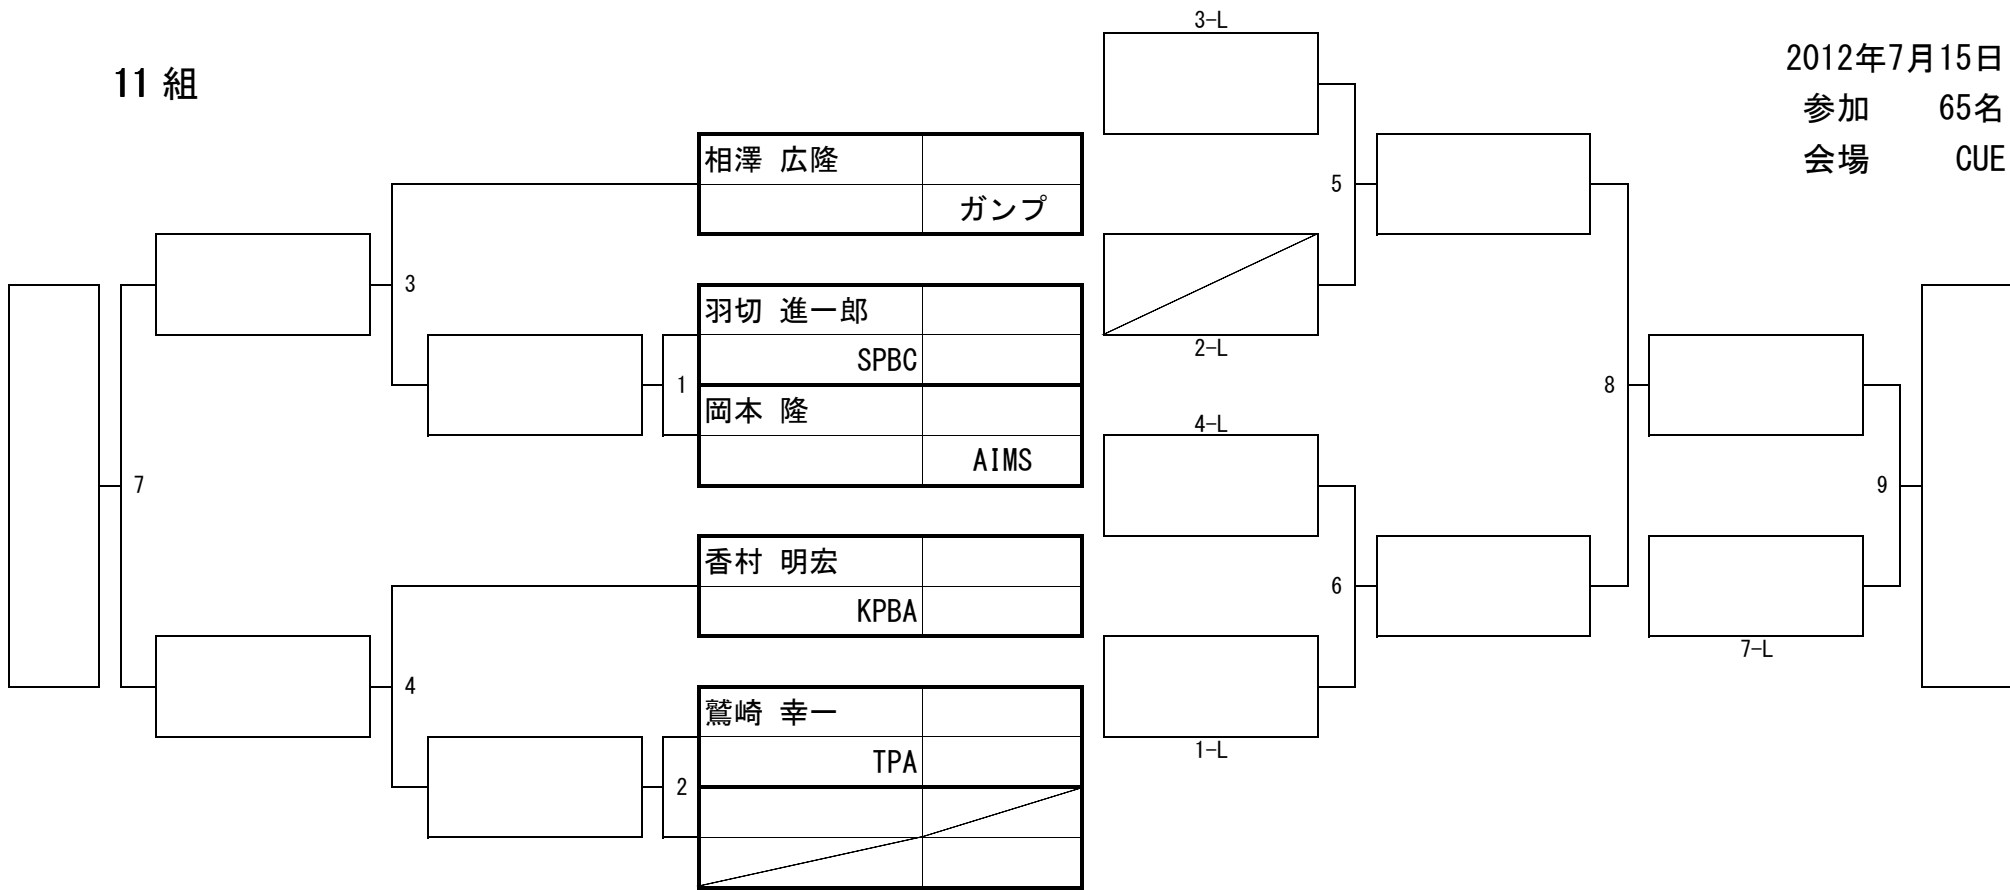 11 組
2012年7月15日
参加 65名
会場 CUE
相澤 広隆
ガンプ
羽切 進一郎
SPBC
岡本 隆
AIMS
香村 明宏
KPBA
鷲崎 幸一
TPA
7
3
1
4
2
3-L
5
2-L
4-L
6
1-L
8
7-L
9